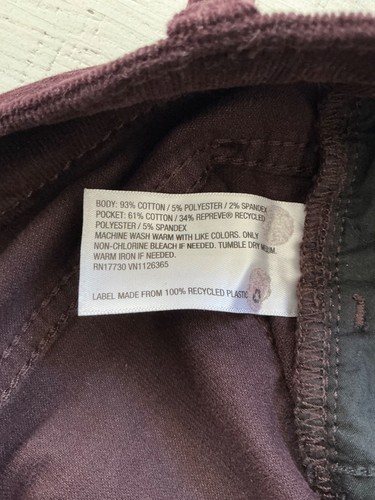 BODY: 93% COTTON / 5% POLYESTER / 2% SPANDEX
POCKET: 61% COTTON / 34% REPREVE® RECYCLED
POLYESTER / 5% SPANDEX
MACHINE WASH WARM WITH LIKE COLORS. ONLY
NON-CHLORINE BLEACH IF NEEDED. TUMBLE DRY MEDIUM.
WARM IRON IF NEEDED.
RN17730 VN1126365
LABEL MADE FROM 100% RECYCLED PLASTIC